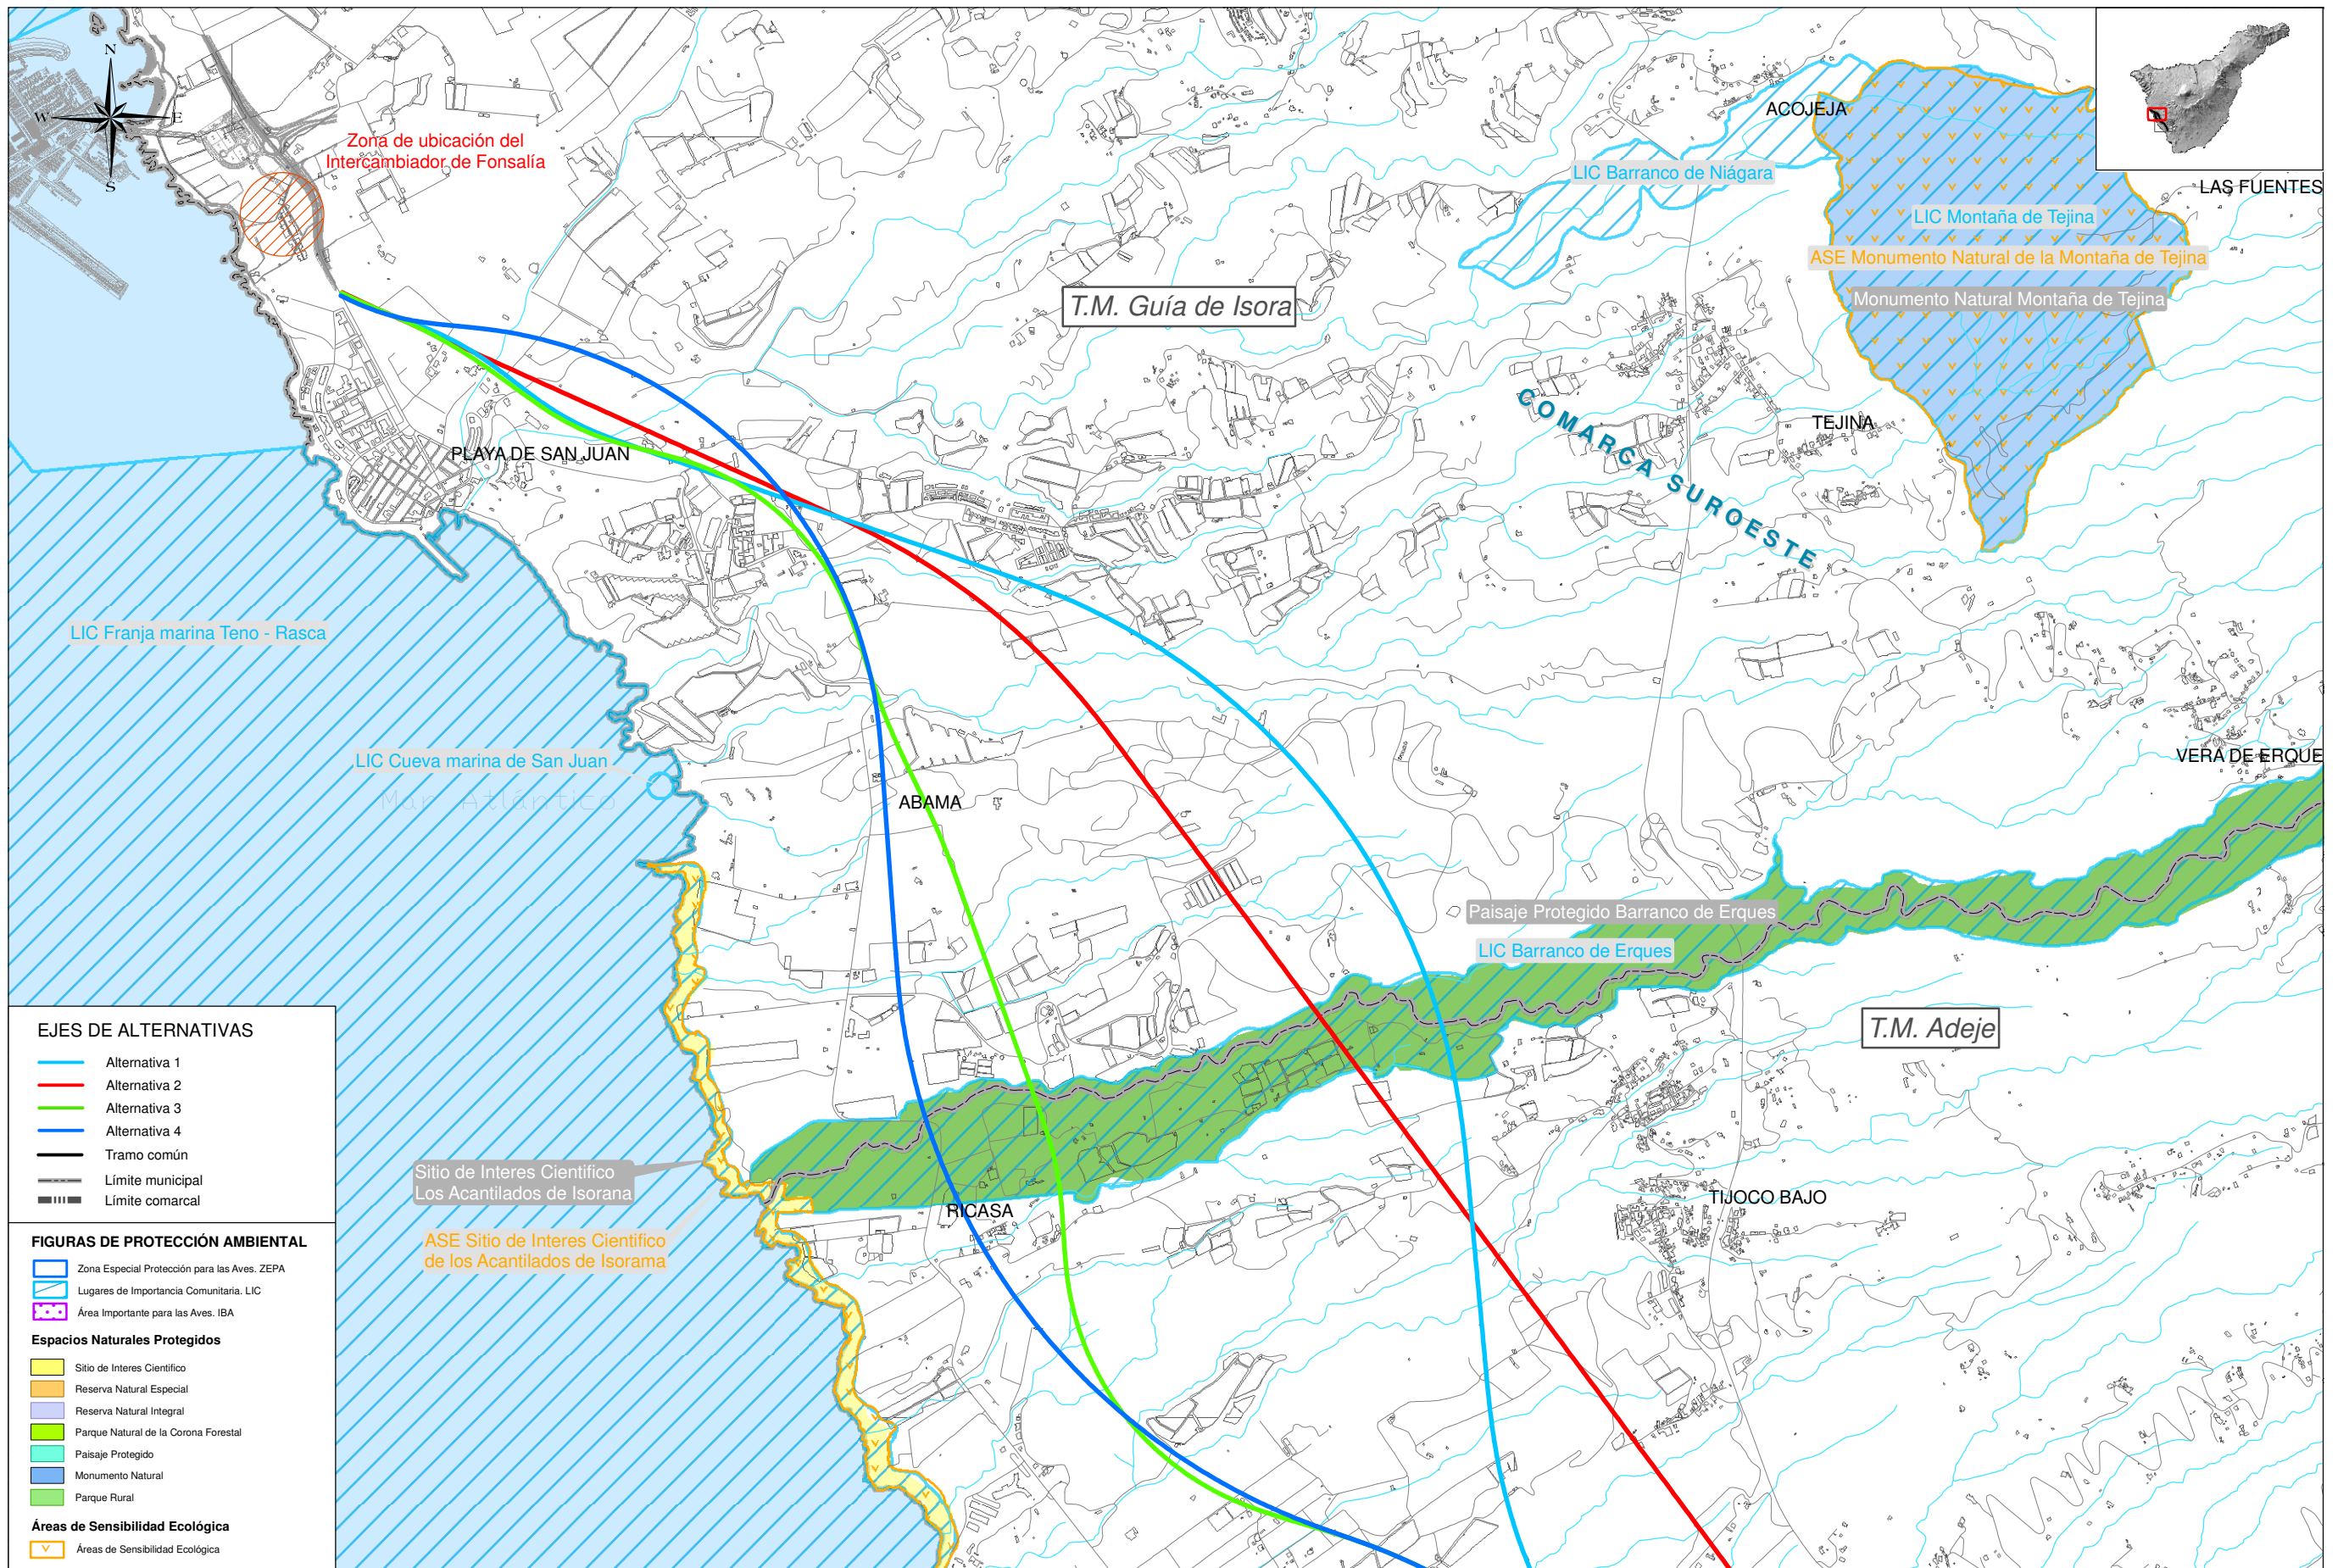 N
W
E
S
Zona de ubicación del
Intercambiador de Fonsalía
ACOJEJA
LIC Barranco de Niágara
LAS FUENTES
LIC Montaña de Tejina
ASE Monumento Natural de la Montaña de Tejina
Monumento Natural Montaña de Tejina
T.M. Guía de Isora
COMARCA SUROESTE
TEJINA
PLAYA DE SAN JUAN
LIC Franja marina Teno - Rasca
LIC Cueva marina de San Juan
Mar Atlántico
ABAMA
VERA DE ERQUE
Paisaje Protegido Barranco de Erques
LIC Barranco de Erques
T.M. Adeje
Sitio de Interes Cientifico
Los Acantilados de Isorana
ASE Sitio de Interes Cientifico
de los Acantilados de Isorama
RICASA
TIJOCO BAJO
EJES DE ALTERNATIVAS
Alternativa 1
Alternativa 2
Alternativa 3
Alternativa 4
Tramo común
Límite municipal
Límite comarcal
FIGURAS DE PROTECCIÓN AMBIENTAL
Zona Especial Protección para las Aves. ZEPA
Lugares de Importancia Comunitaria. LIC
Área Importante para las Aves. IBA
Espacios Naturales Protegidos
Sitio de Interes Cientifico
Reserva Natural Especial
Reserva Natural Integral
Parque Natural de la Corona Forestal
Paisaje Protegido
Monumento Natural
Parque Rural
Áreas de Sensibilidad Ecológica
Áreas de Sensibilidad Ecológica